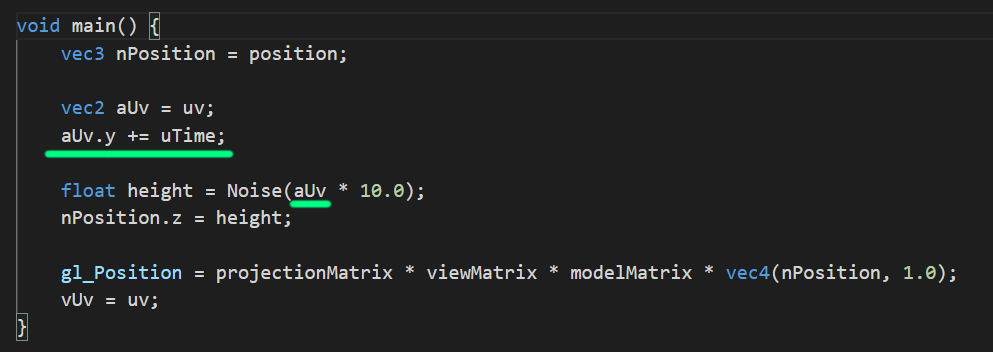 void main() {
    vec3 nPosition = position;
    vec2 aUv = uv;
    aUv.y += uTime;
    float height = Noise(aUv * 10.0);
    nPosition.z = height;
    gl_Position = projectionMatrix * viewMatrix * modelMatrix * vec4(nPosition, 1.0);
    vUv = uv;
}